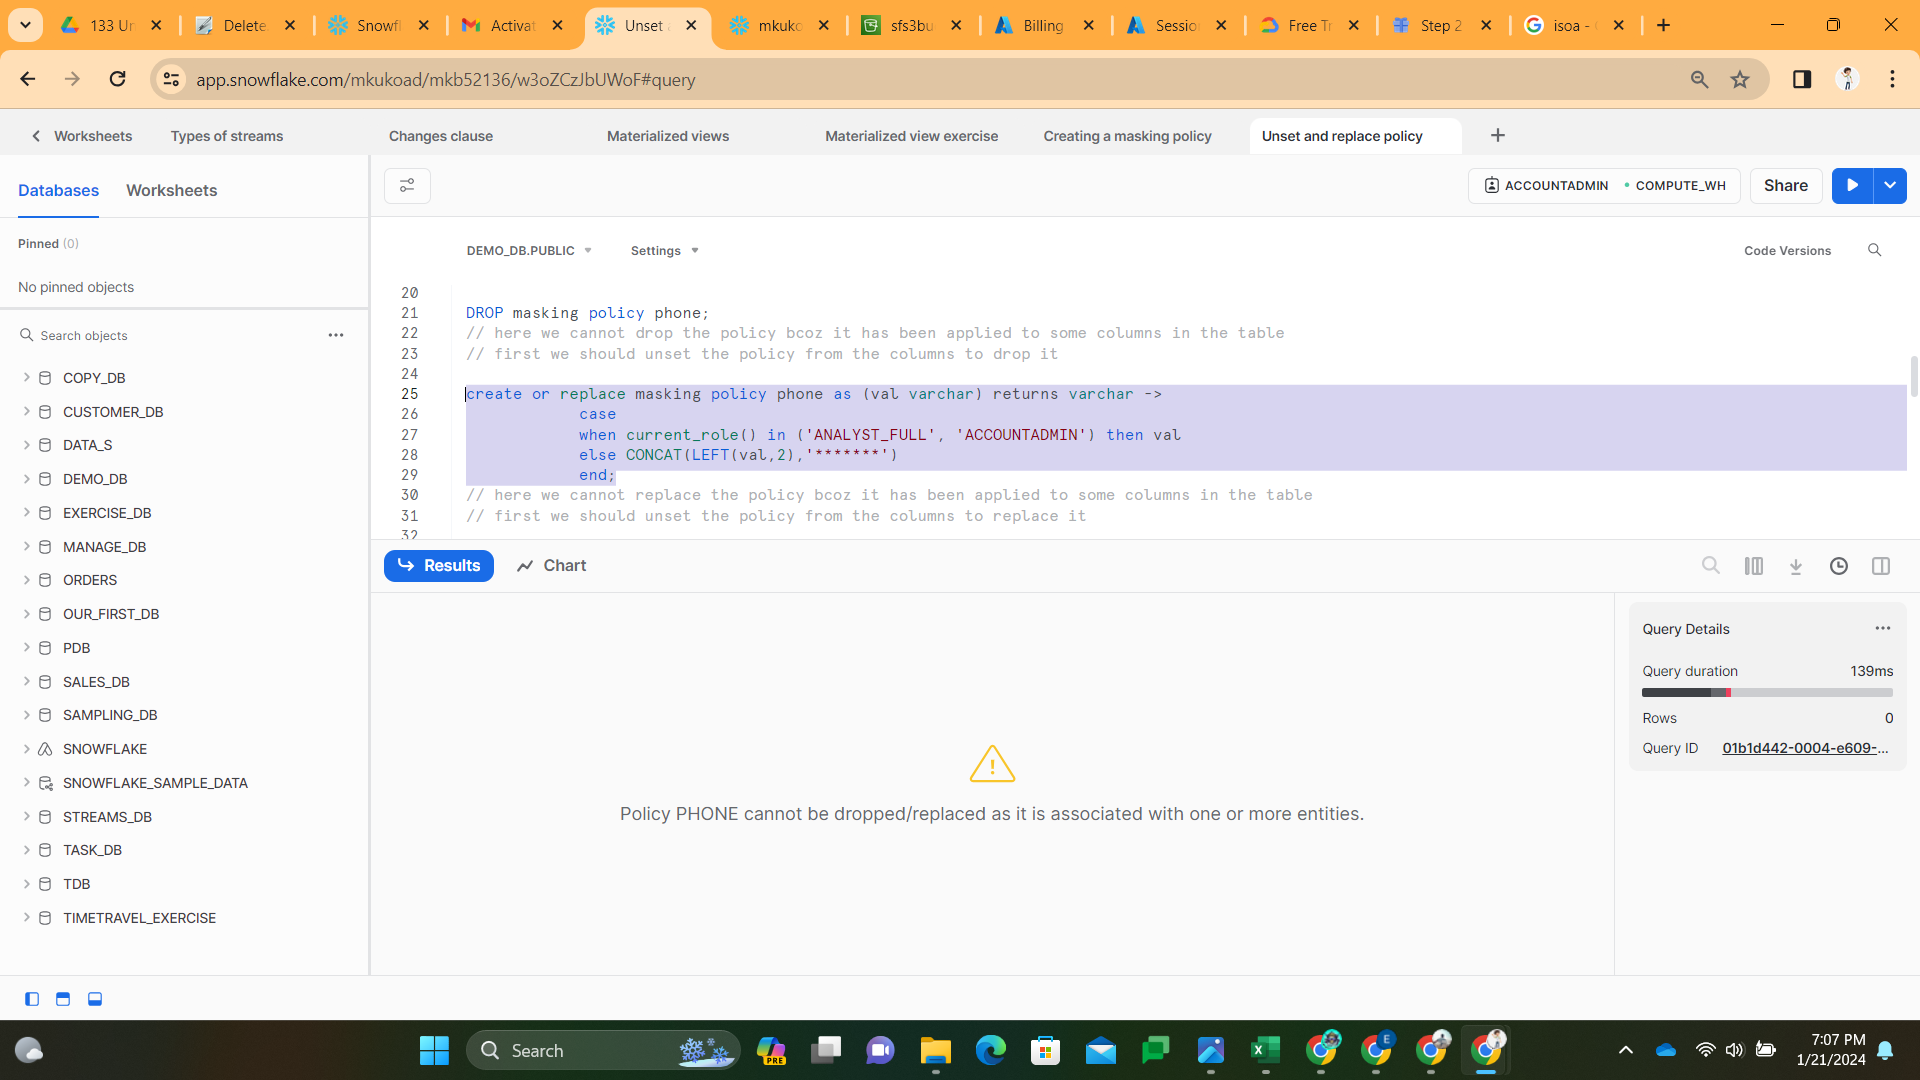 133 Un
Delete
Snowfl
Activat
Unset a
mkuko
sfs3bu
Billing
Sessio
Free Tr
Step 2
isoa -
app.snowflake.com/mkukoad/mkb52136/w3oZCzJbUWoF#query
Worksheets
Types of streams
Changes clause
Materialized views
Materialized view exercise
Creating a masking policy
Unset and replace policy
Databases
Worksheets
ACCOUNTADMIN
COMPUTE_WH
Share
Pinned (0)
No pinned objects
DEMO_DB.PUBLIC
Settings
Code Versions
Search objects
COPY_DB
CUSTOMER_DB
DATA_S
DEMO_DB
EXERCISE_DB
MANAGE_DB
ORDERS
OUR_FIRST_DB
PDB
SALES_DB
SAMPLING_DB
SNOWFLAKE
SNOWFLAKE_SAMPLE_DATA
STREAMS_DB
TASK_DB
TDB
TIMETRAVEL_EXERCISE
20
21 DROP masking policy phone;
22 // here we cannot drop the policy bcoz it has been applied to some columns in the table
23 // first we should unset the policy from the columns to drop it
24
25 create or replace masking policy phone as (val varchar) returns varchar ->
26 case
27 when current_role() in ('ANALYST_FULL', 'ACCOUNTADMIN') then val
28 else CONCAT(LEFT(val,2),'*******')
29 end;
30 // here we cannot replace the policy bcoz it has been applied to some columns in the table
31 // first we should unset the policy from the columns to replace it
32
Results
Chart
Policy PHONE cannot be dropped/replaced as it is associated with one or more entities.
Query Details
Query duration 139ms
Rows 0
Query ID 01b1d442-0004-e609-...
Search
PRE
E
7:07 PM
1/21/2024